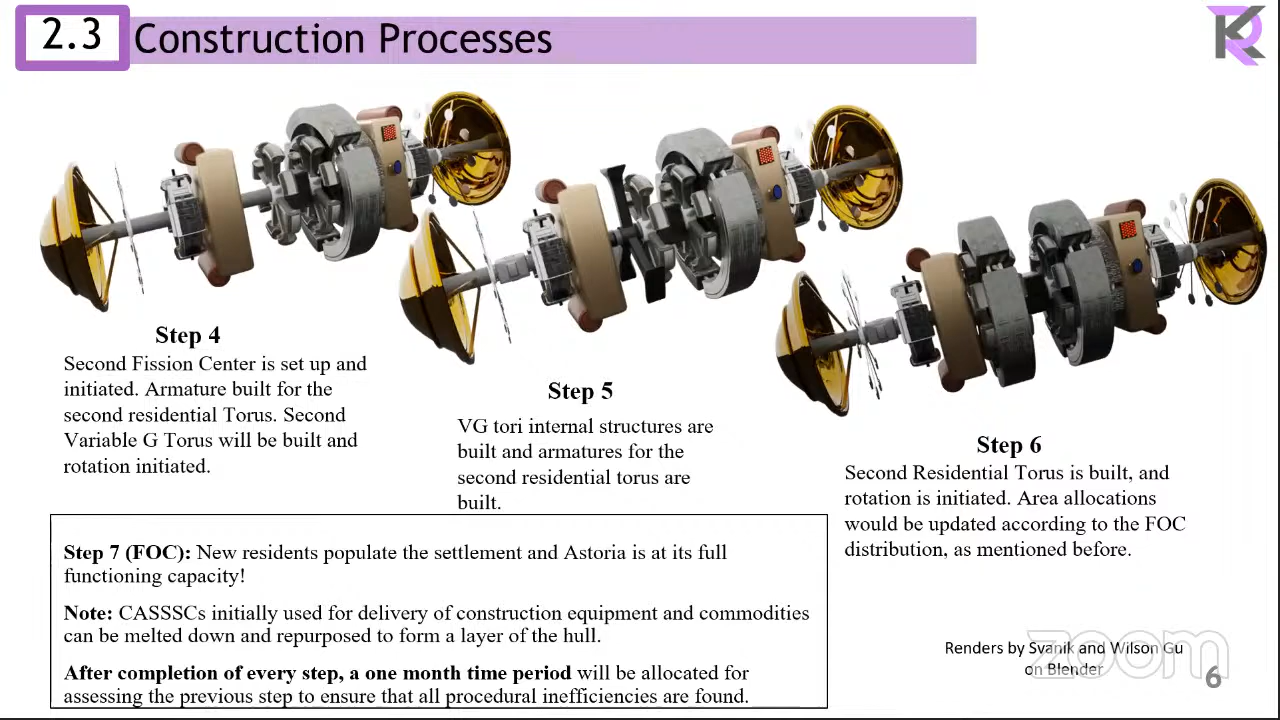 2.3 Construction Processes
Step 4
Second Fission Center is set up and
initiated. Armature built for the
second residential Torus. Second
Variable G Torus will be built and
rotation initiated.
Step 5
VG tori internal structures are
built and armatures for the
second residential torus are
built.
Step 6
Second Residential Torus is built, and
rotation is initiated. Area allocations
would be updated according to the FOC
distribution, as mentioned before.
Step 7 (FOC): New residents populate the settlement and Astoria is at its full
functioning capacity!
Note: CASSSCs initially used for delivery of construction equipment and commodities
can be melted down and repurposed to form a layer of the hull.
After completion of every step, a one month time period will be allocated for
assessing the previous step to ensure that all procedural inefficiencies are found.
Renders by Svanik and Wilson Gu
on Blender
zoom
6